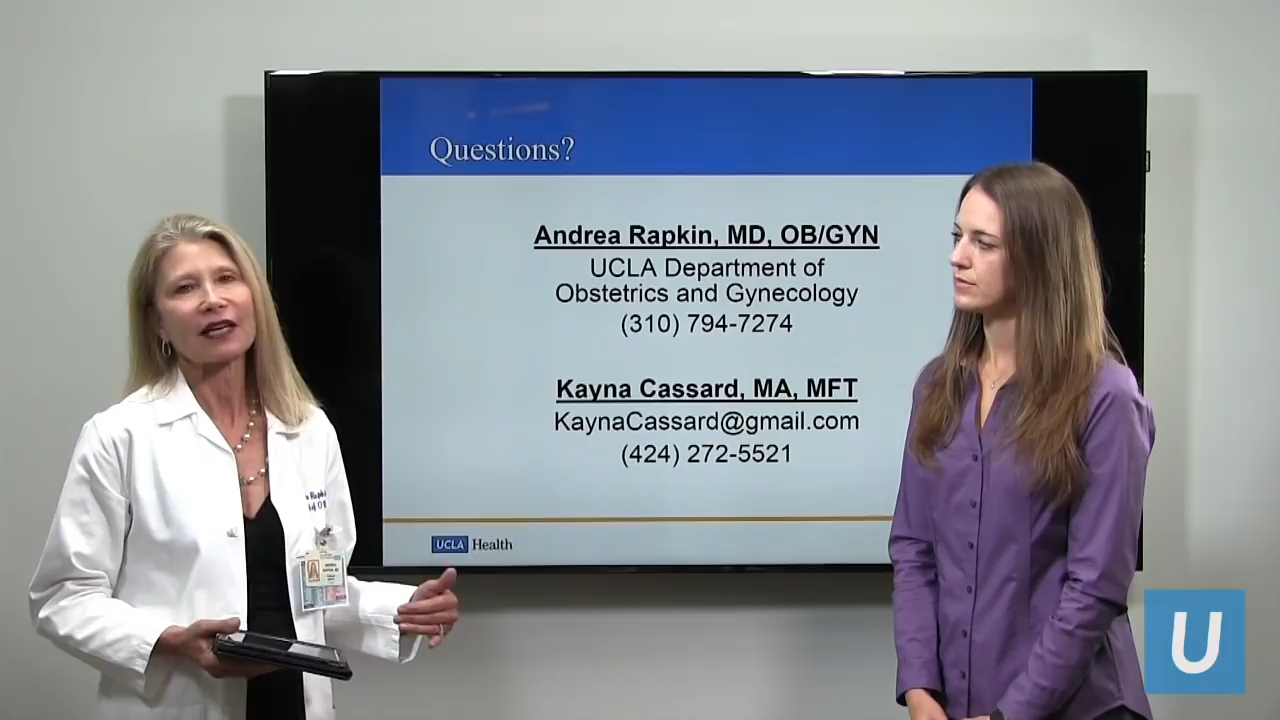 Questions?
Andrea Rapkin, MD, OB/GYN
UCLA Department of
Obstetrics and Gynecology
(310) 794-7274
Kayna Cassard, MA, MFT
KaynaCassard@gmail.com
(424) 272-5521
UCLA Health
U